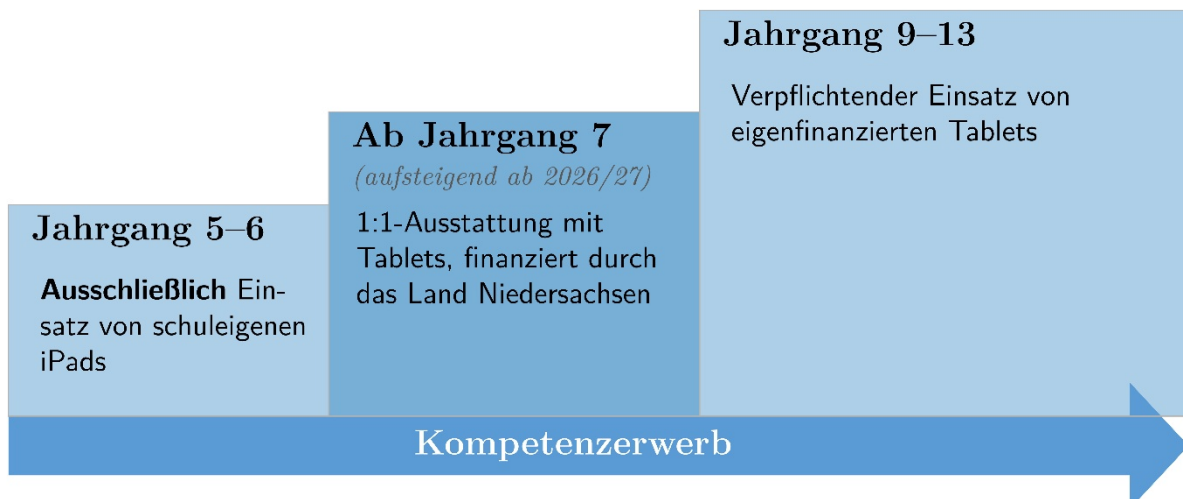 Jahrgang 5–6
Ausschließlich Ein-
satz von schuleigenen
iPads
Ab Jahrgang 7
(aufsteigend ab 2026/27)
1:1-Ausstattung mit
Tablets, finanziert durch
das Land Niedersachsen
Jahrgang 9–13
Verpflichtender Einsatz von
eigenfinanzierten Tablets
Kompetenzerwerb